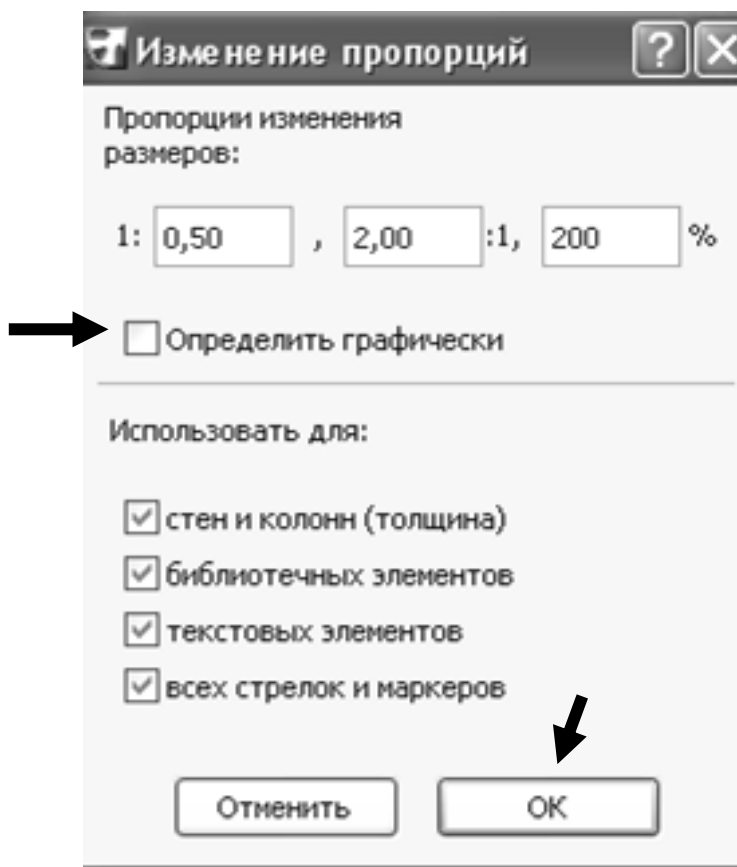 Изменение пропорций
Пропорции изменения
размеров:
1: 0,50 , 2,00 :1, 200 %
Определить графически
Использовать для:
стен и колонн (толщина)
библиотечных элементов
текстовых элементов
всех стрелок и маркеров
Отменить OK